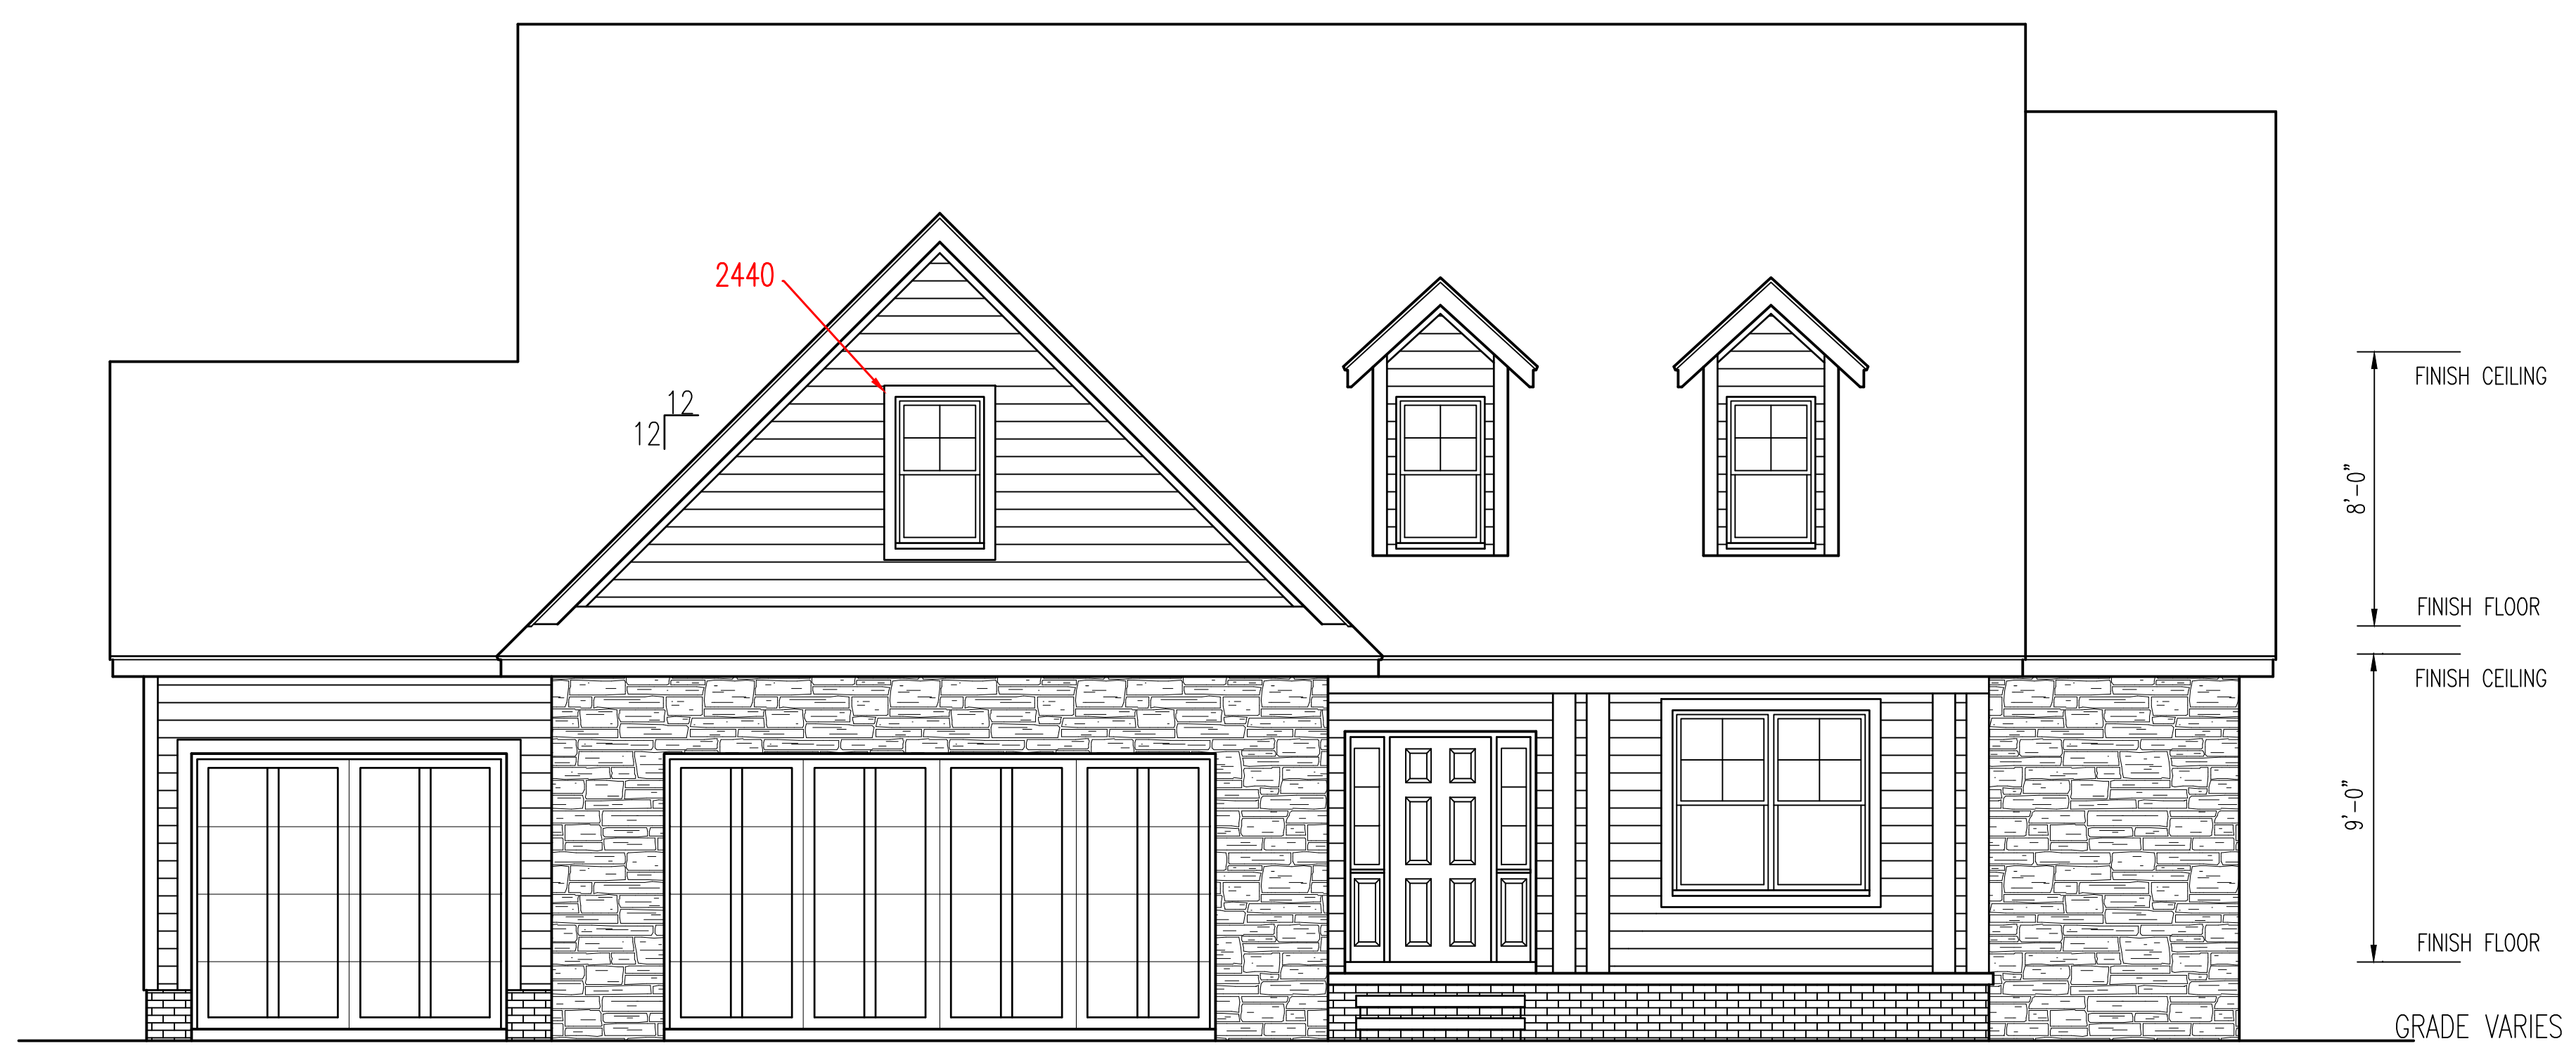 2440
12
12
FINISH CEILING
8'-0"
FINISH FLOOR
FINISH CEILING
9'-0"
FINISH FLOOR
GRADE VARIES